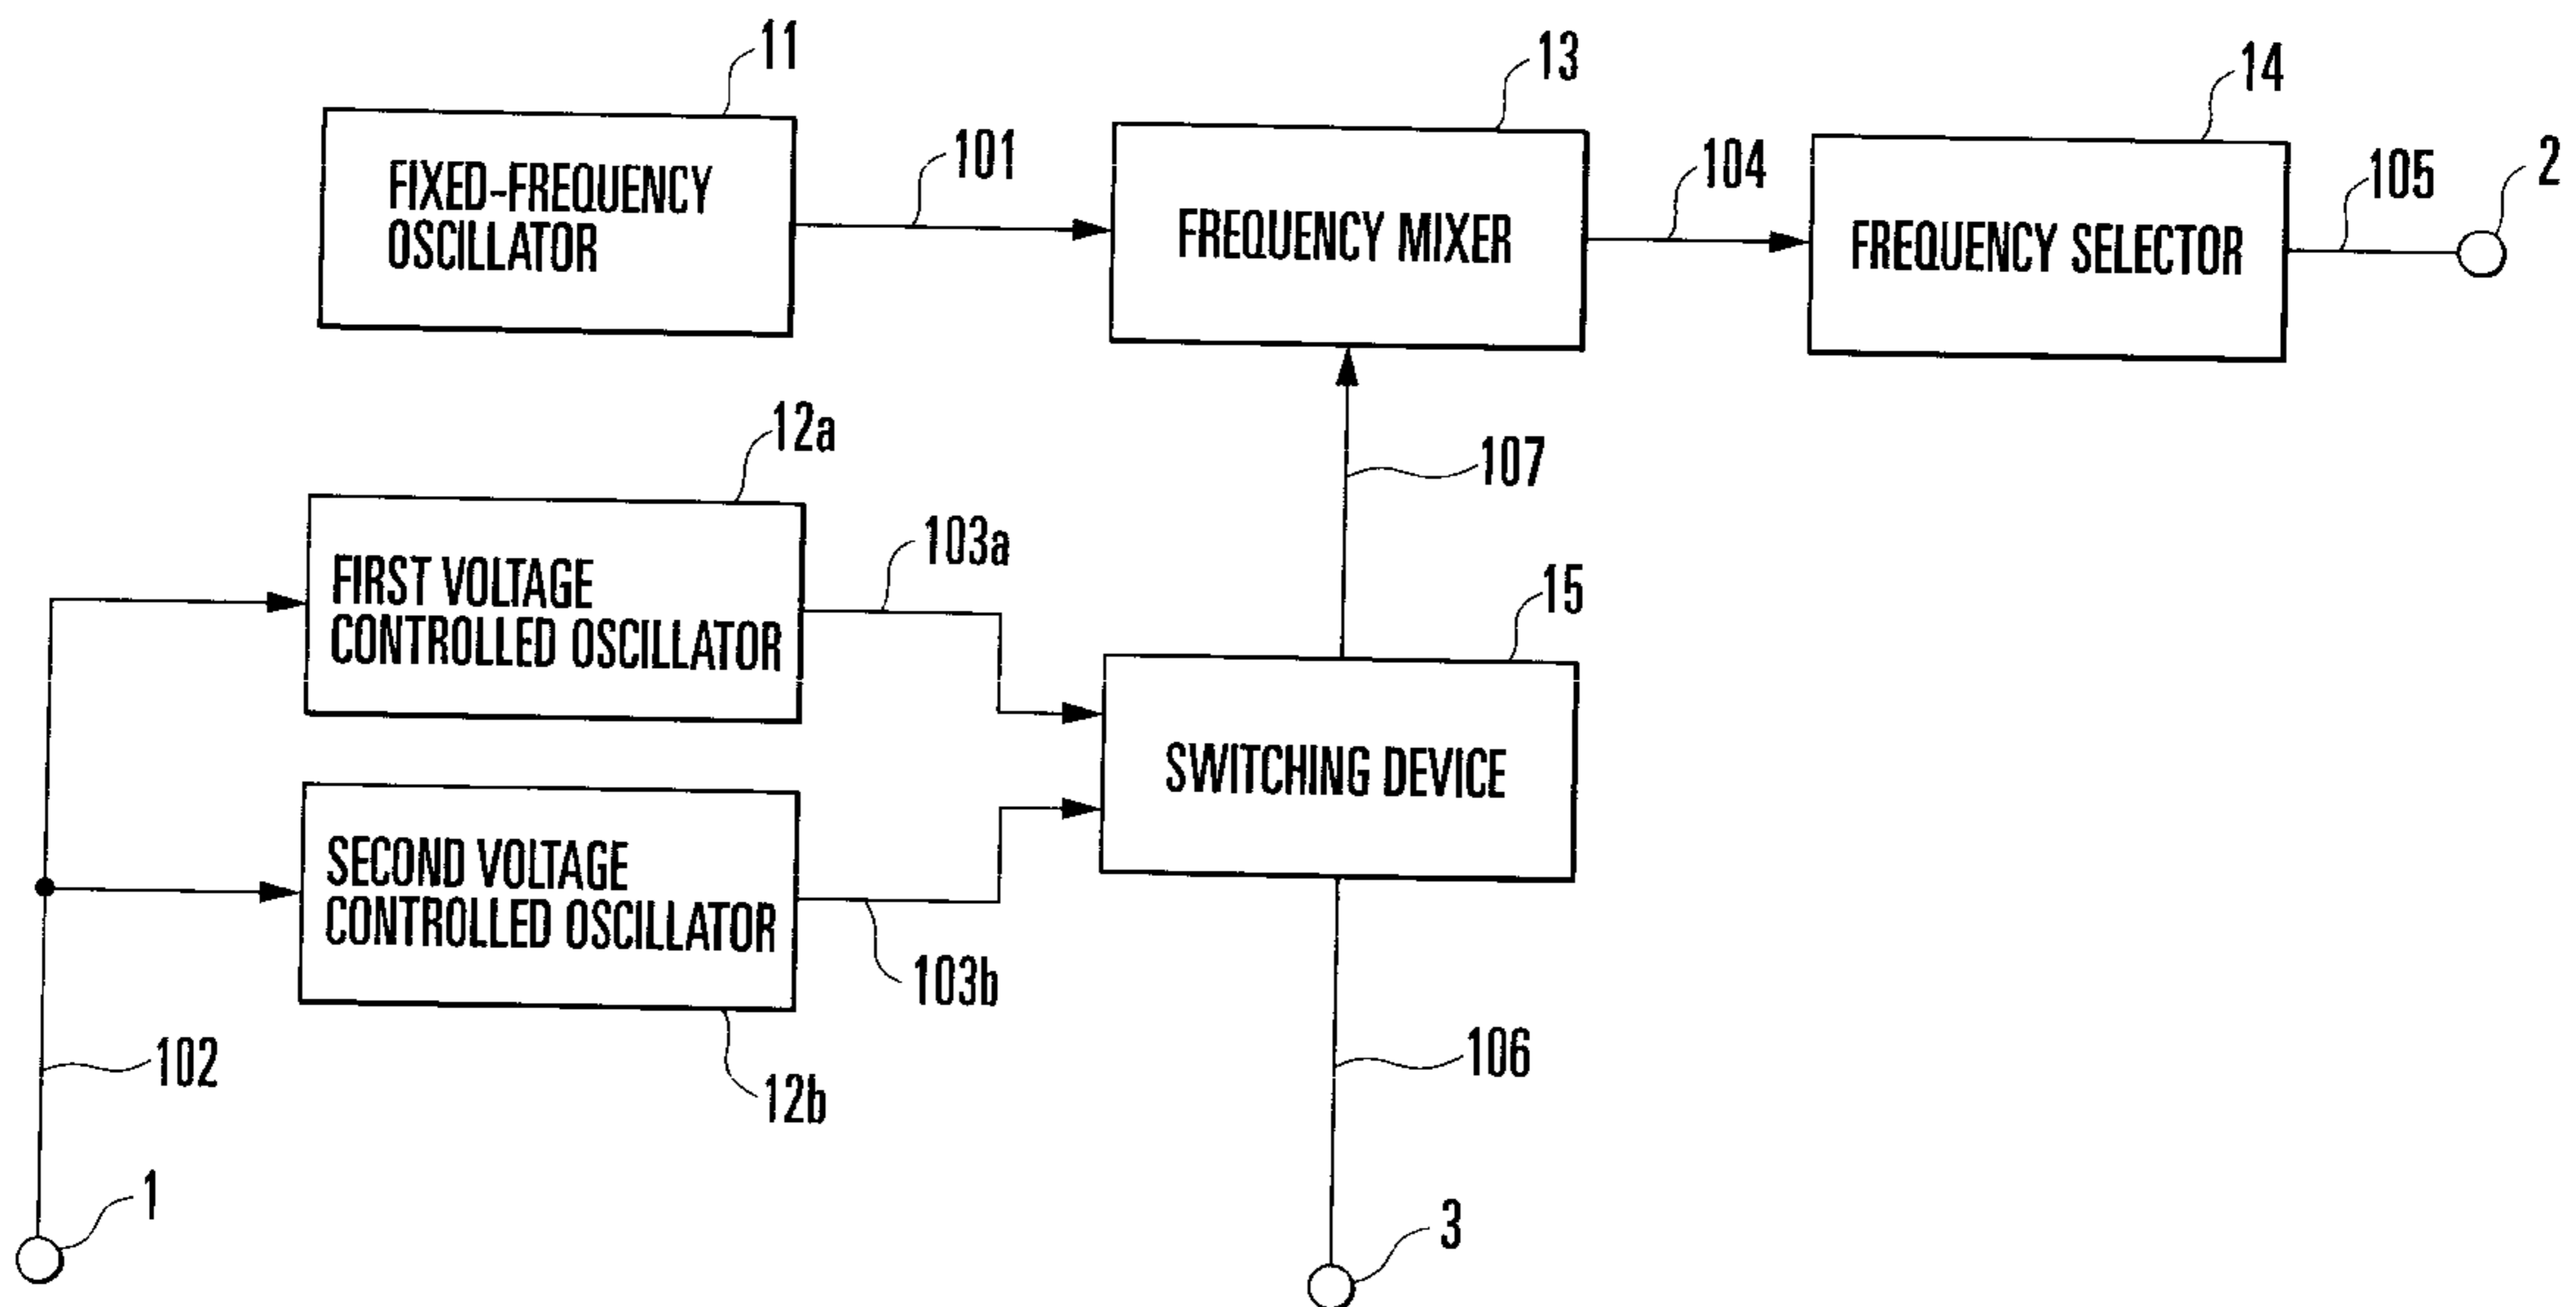 11
FIXED-FREQUENCY
OSCILLATOR
101
13
FREQUENCY MIXER
104
14
FREQUENCY SELECTOR
105
2
12a
FIRST VOLTAGE
CONTROLLED OSCILLATOR
103a
107
15
SWITCHING DEVICE
SECOND VOLTAGE
CONTROLLED OSCILLATOR
103b
12b
102
106
1
3